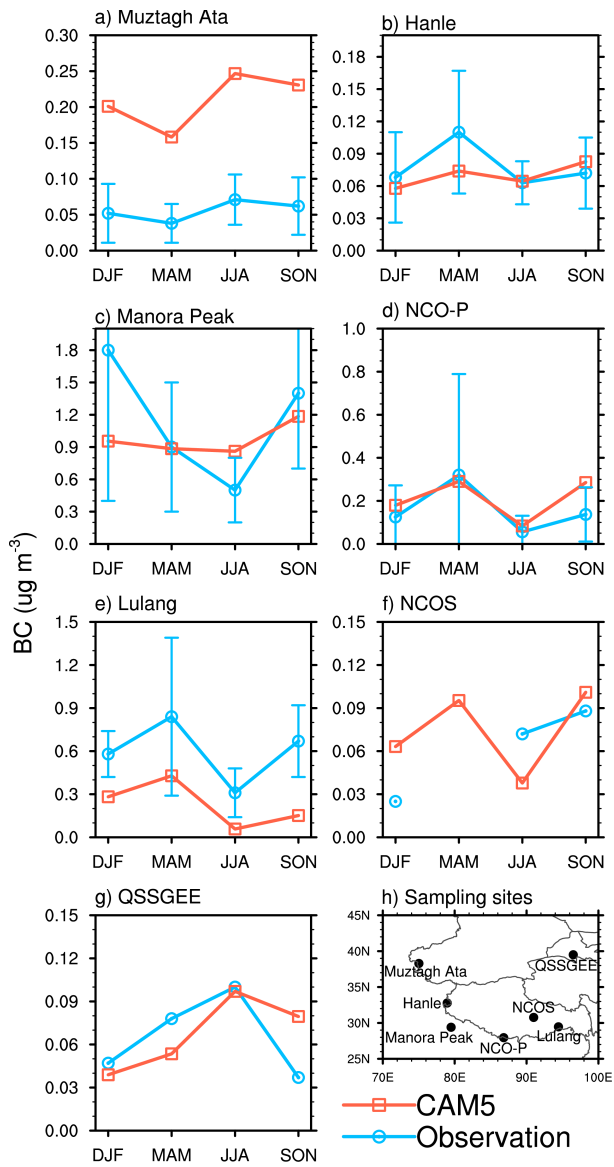 a) Muztagh Ata
0.30
0.25
0.20
0.15
0.10
0.05
0.00
DJF MAM JJA SON
b) Hanle
0.18
0.15
0.12
0.09
0.06
0.03
0.00
DJF MAM JJA SON
c) Manora Peak
1.8
1.5
1.2
0.9
0.6
0.3
0.0
DJF MAM JJA SON
d) NCO-P
1.0
0.8
0.6
0.4
0.2
0.0
DJF MAM JJA SON
BC (ug m-3)
e) Lulang
1.5
1.2
0.9
0.6
0.3
0.0
DJF MAM JJA SON
f) NCOS
0.15
0.12
0.09
0.06
0.03
0.00
DJF MAM JJA SON
g) QSSGEE
0.15
0.12
0.09
0.06
0.03
0.00
DJF MAM JJA SON
h) Sampling sites
45N
40N
35N
30N
25N
70E 80E 90E 100E
QSSGEE
Muztagh Ata
Hanle
NCOS
Manora Peak
Lulang
NCO-P
CAM5
Observation